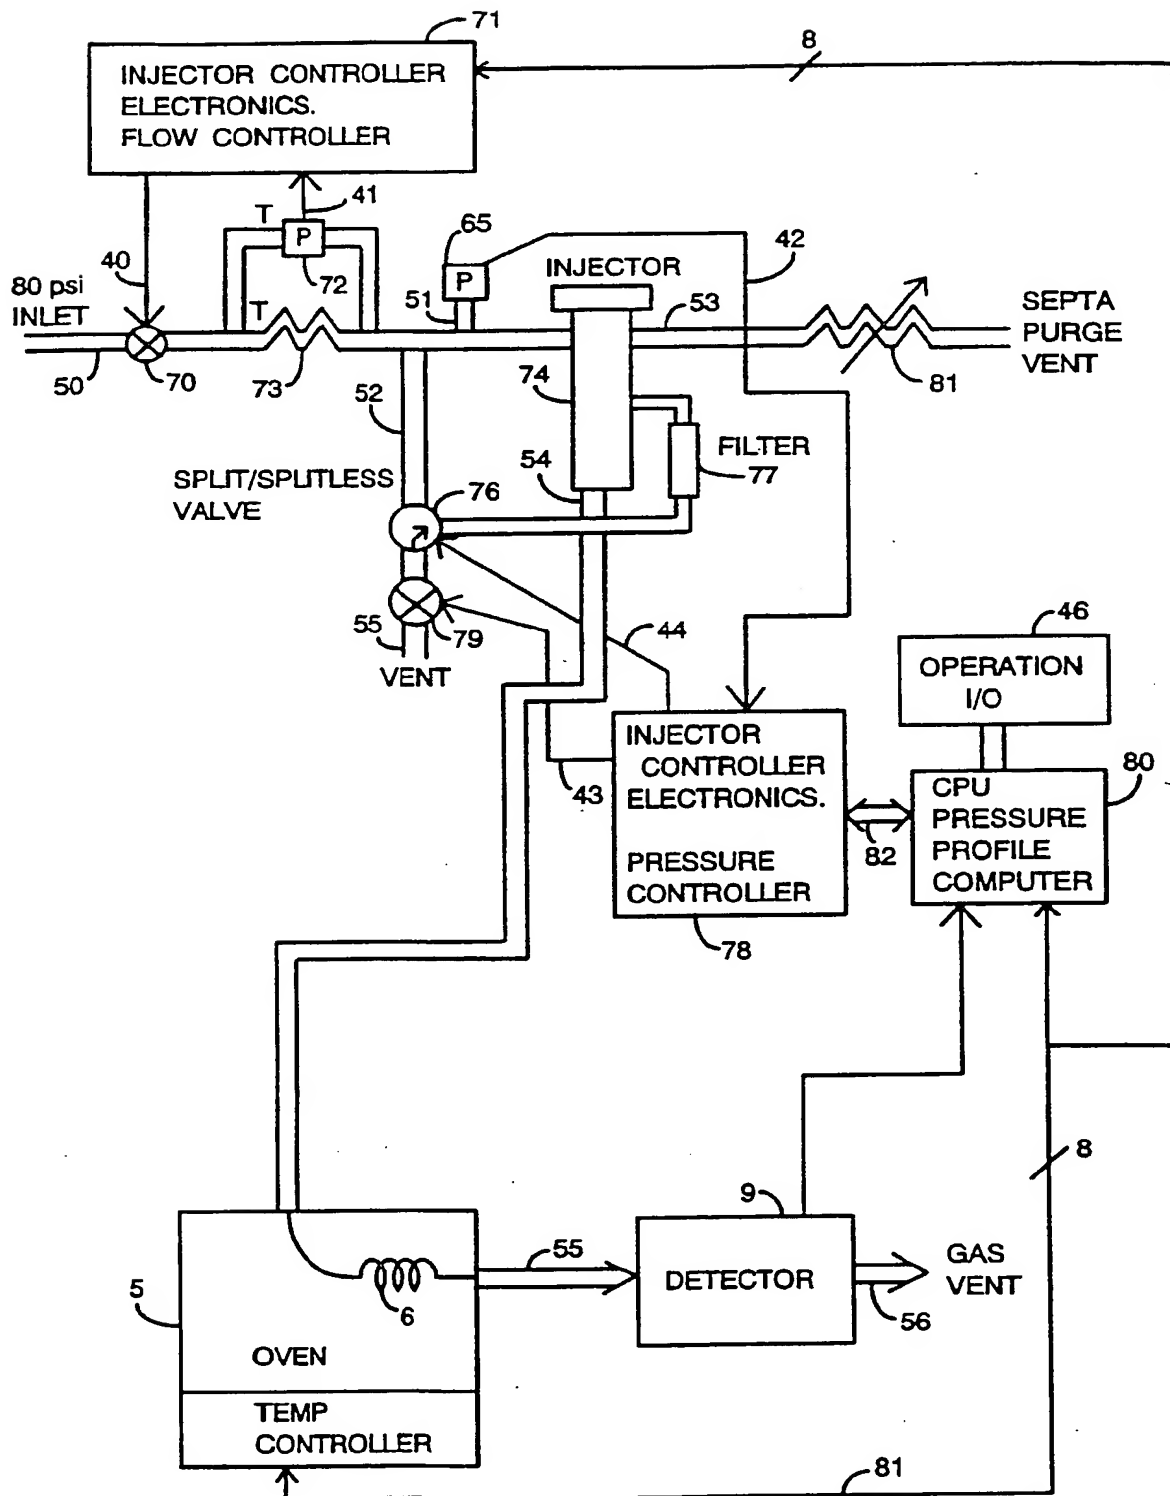 71
8
INJECTOR CONTROLLER
ELECTRONICS.
FLOW CONTROLLER
41
T
P
72
65
P
42
40
80 psi
INLET
T
51
INJECTOR
53
SEPTA
PURGE
VENT
50
70
73
52
74
81
54
FILTER
77
SPLIT/SPLITLESS
VALVE
76
55
79
VENT
44
46
OPERATION
I/O
INJECTOR
CONTROLLER
ELECTRONICS.
PRESSURE
CONTROLLER
43
82
80
CPU
PRESSURE
PROFILE
COMPUTER
78
8
9
5
6
55
DETECTOR
GAS
VENT
56
OVEN
TEMP
CONTROLLER
81